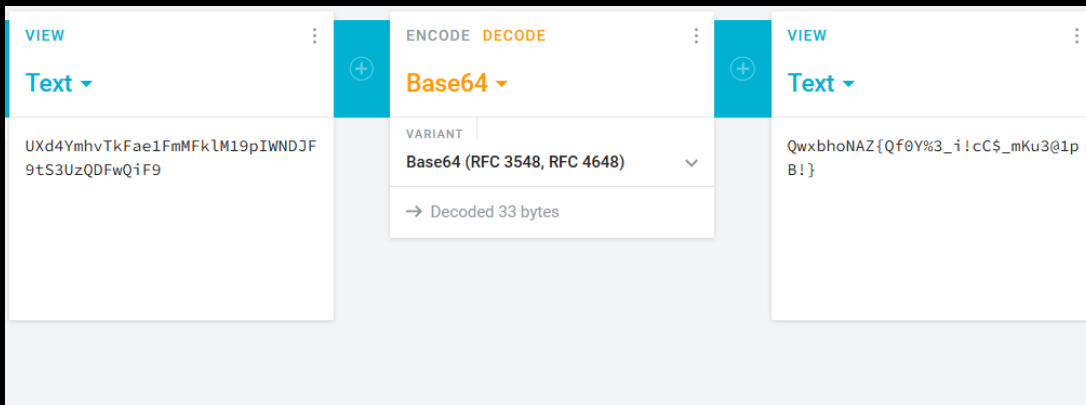 VIEW
Text
UXd4YmhvTkFae1FmMFklM19pIWNDJF
9tS3UzQDFwQiF9
ENCODE DECODE
Base64
VARIANT
Base64 (RFC 3548, RFC 4648)
→ Decoded 33 bytes
VIEW
Text
QwxbhoNAZ{Qf0Y%3_i!cC$_mKu3@1p
B!}